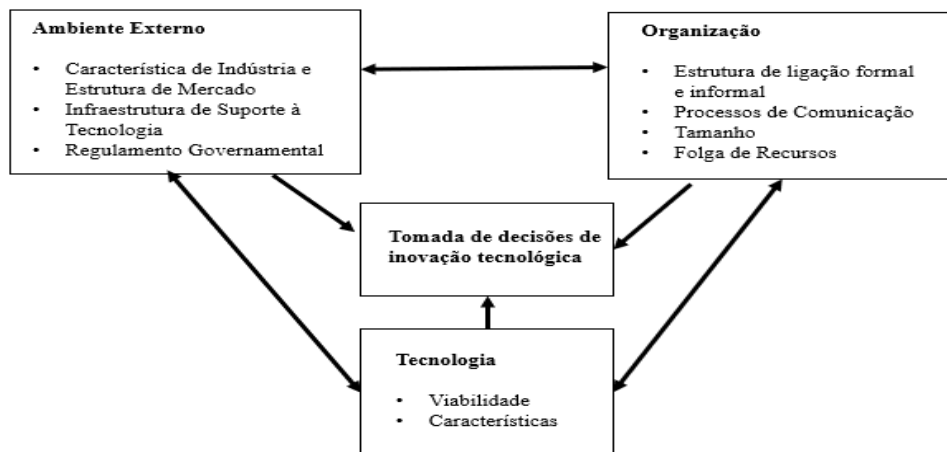 Ambiente Externo
• Característica de Indústria e
Estrutura de Mercado
• Infraestrutura de Suporte à
Tecnologia
• Regulamento Governamental
Organização
• Estrutura de ligação formal
e informal
• Processos de Comunicação
• Tamanho
• Folga de Recursos
Tomada de decisões de
inovação tecnológica
Tecnologia
• Viabilidade
• Características